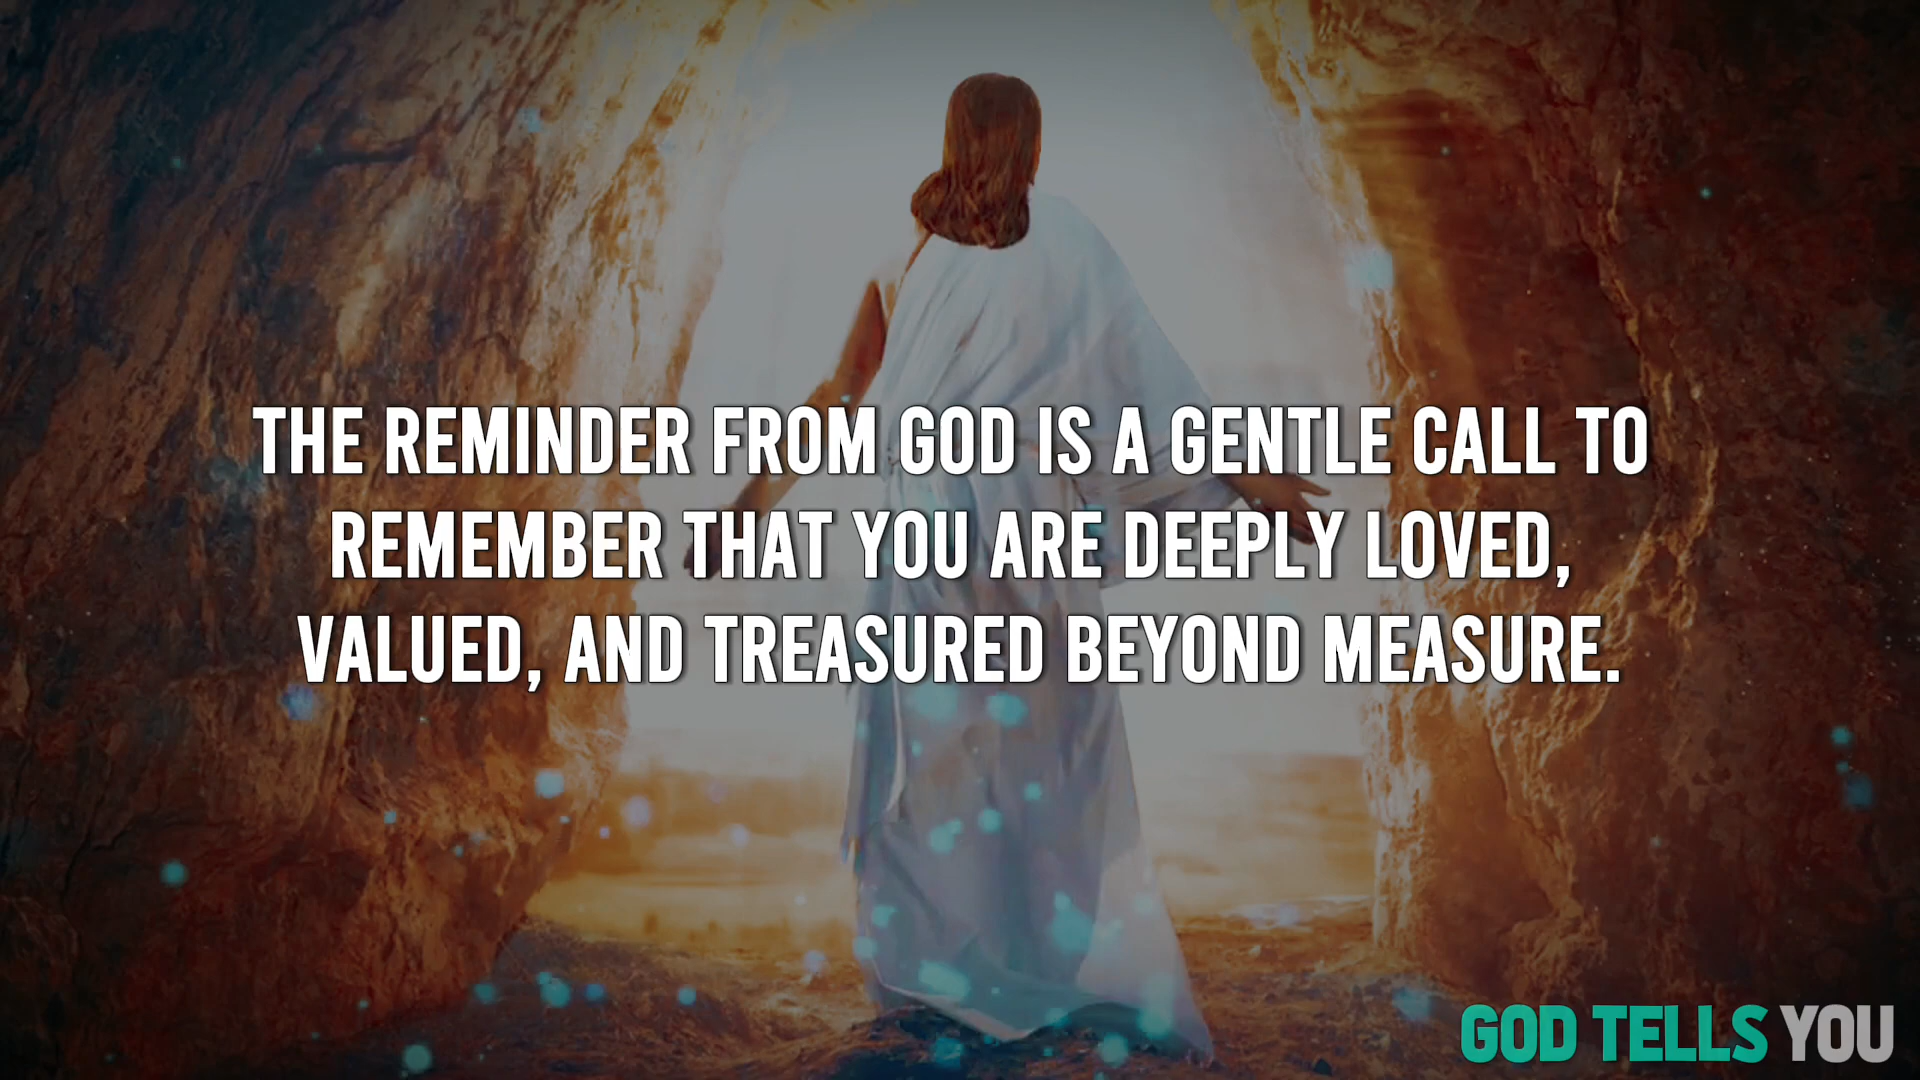 THE REMINDER FROM GOD IS A GENTLE CALL TO
REMEMBER THAT YOU ARE DEEPLY LOVED,
VALUED, AND TREASURED BEYOND MEASURE.
GOD TELLS YOU